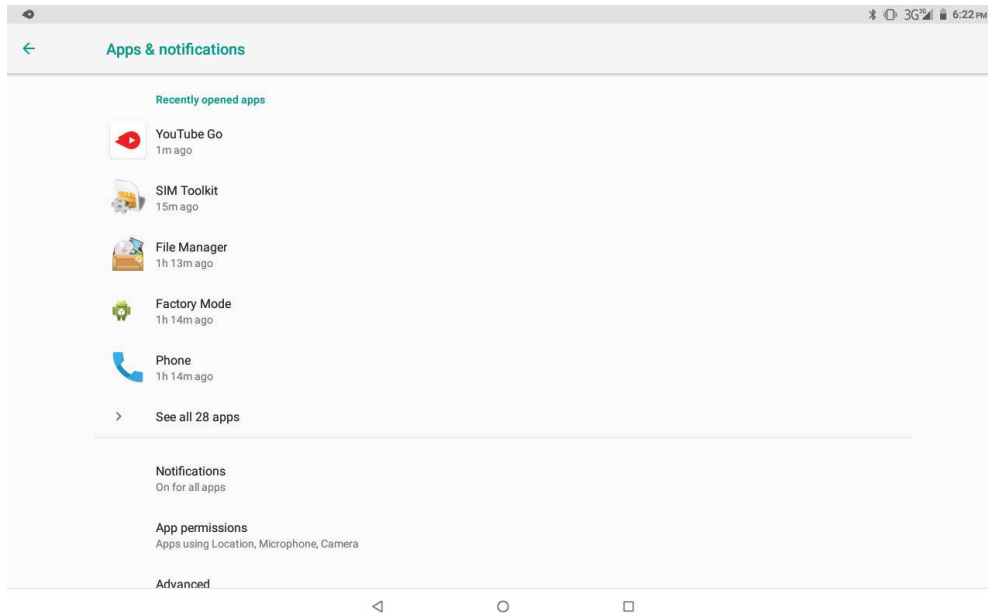 3G 3G 6:22 PM
Apps & notifications
Recently opened apps
YouTube Go
1m ago
SIM Toolkit
15m ago
File Manager
1h 13m ago
Factory Mode
1h 14m ago
Phone
1h 14m ago
See all 28 apps
Notifications
On for all apps
App permissions
Apps using Location, Microphone, Camera
Advanced